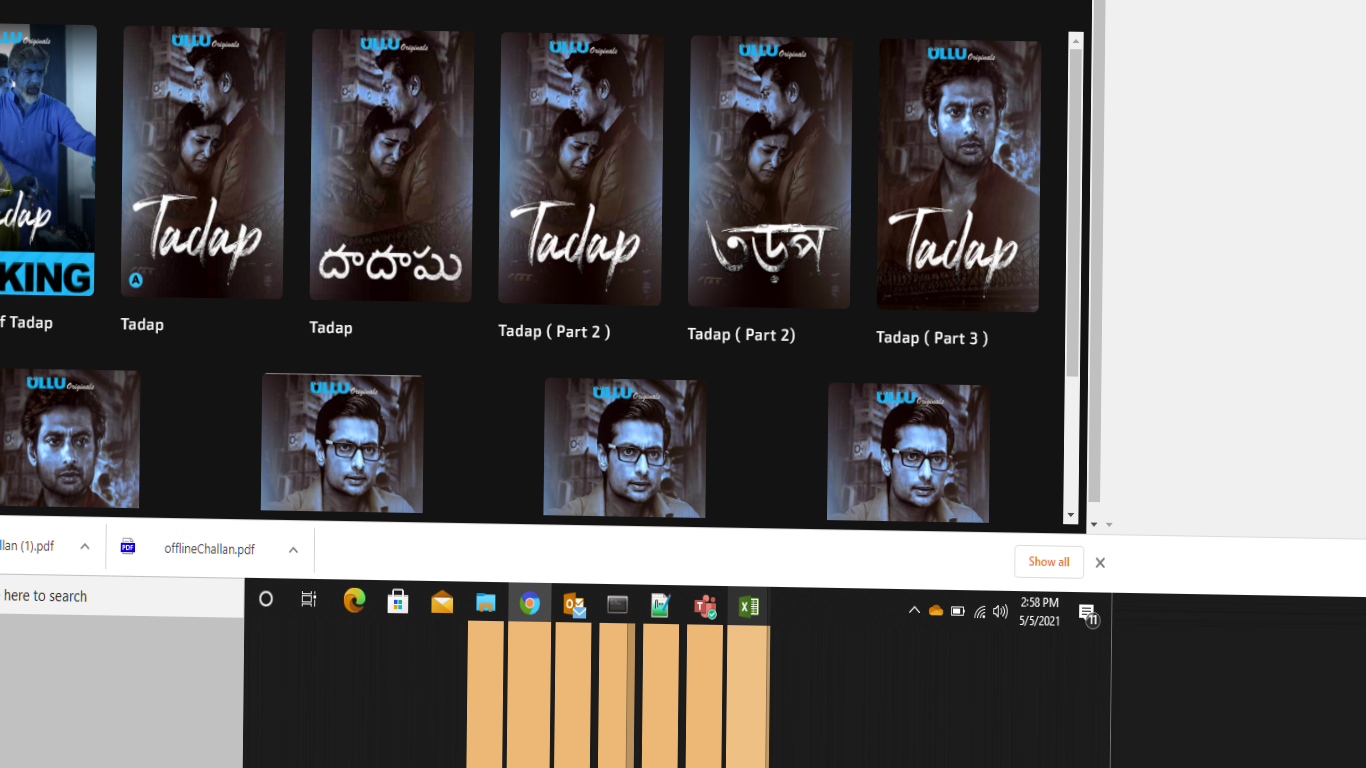 ULLU Originals
ULLU Originals
ULLU Originals
ULLU Originals
ULLU Originals
ULLU Originals
dap
Tadap
దాదాపు
Tadap
তড়প
Tadap
KING
A
f Tadap
Tadap
Tadap
Tadap ( Part 2 )
Tadap ( Part 2)
Tadap ( Part 3 )
ULLU Originals
ULLU Originals
ULLU Originals
ULLU Originals
llan (1).pdf
PDF
offlineChallan.pdf
Show all
here to search
2:58 PM
5/5/2021
11